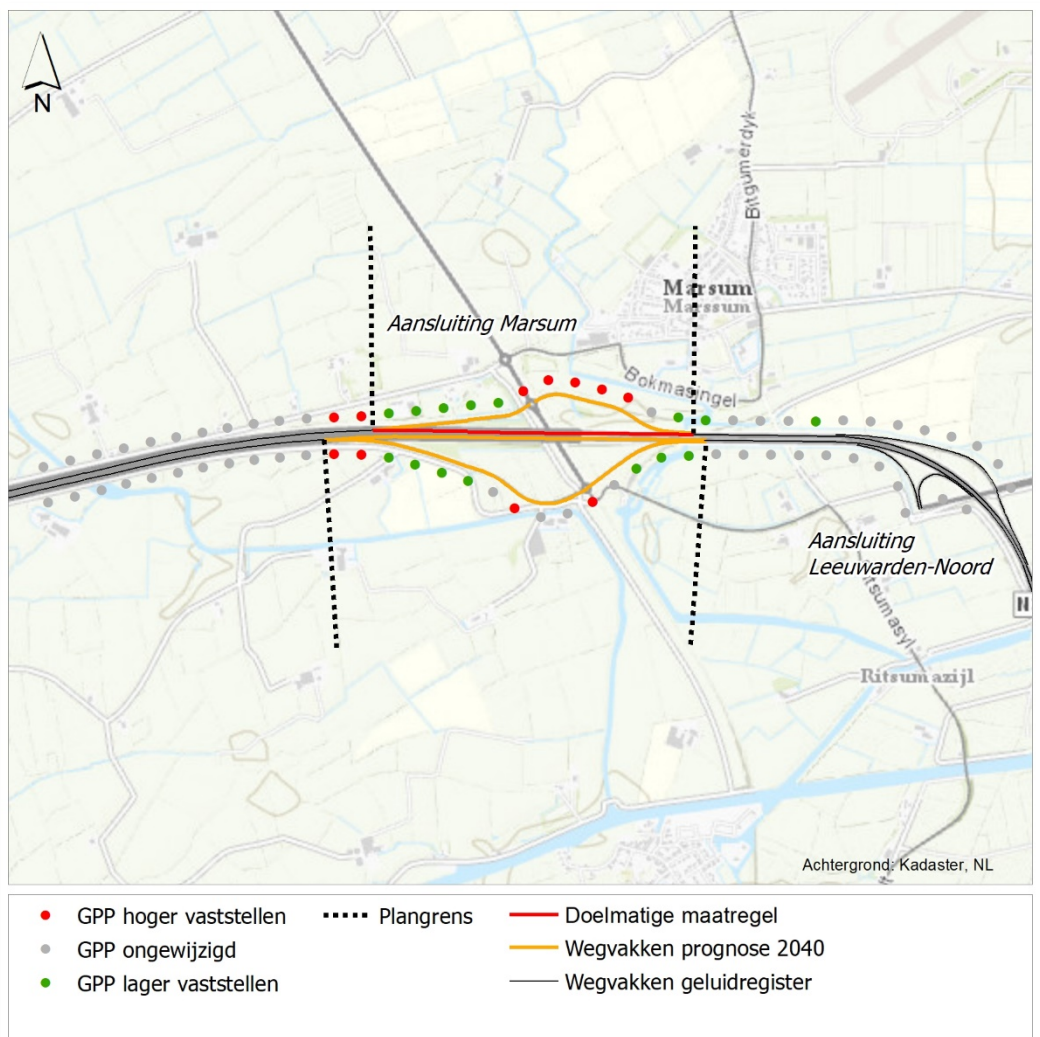 N
Bitgumerdyk
Marsum
Marssum
Aansluiting Marsum
Bokmasingel
Aansluiting
Leeuwarden-Noord
N
Ritsumasyl
Ritsumazijl
Achtergrond: Kadaster, NL
GPP hoger vaststellen
Plangrens
Doelmatige maatregel
GPP ongewijzigd
Wegvakken prognose 2040
GPP lager vaststellen
Wegvakken geluidregister